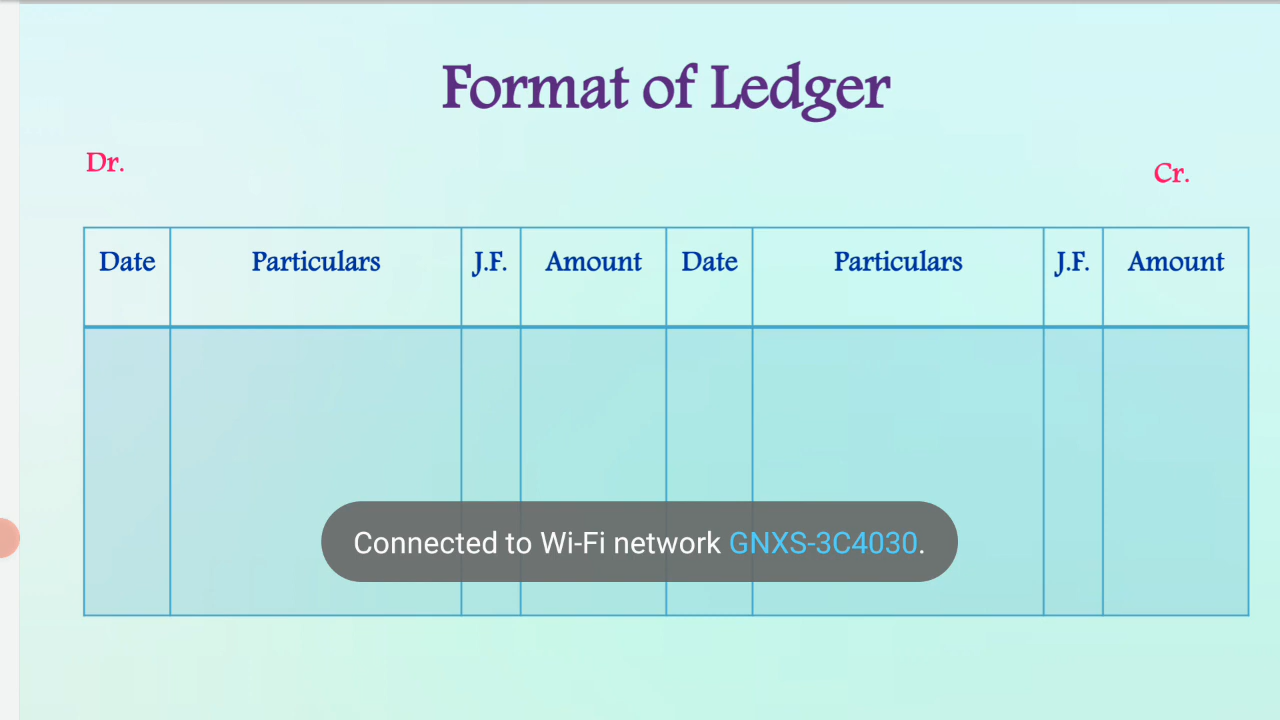 Format of Ledger
Dr.
Cr.
Date Particulars J.F. Amount Date Particulars J.F. Amount
Connected to Wi-Fi network GNXS-3C4030.